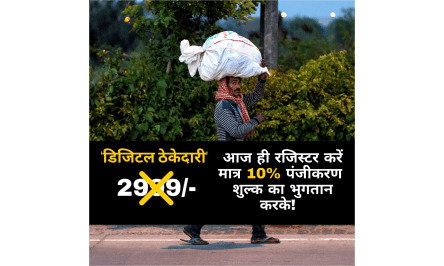 'डिजिटल ठेकेदारी'
2999/-
आज ही रजिस्टर करें
मात्र 10% पंजीकरण
शुल्क का भुगतान
करके!